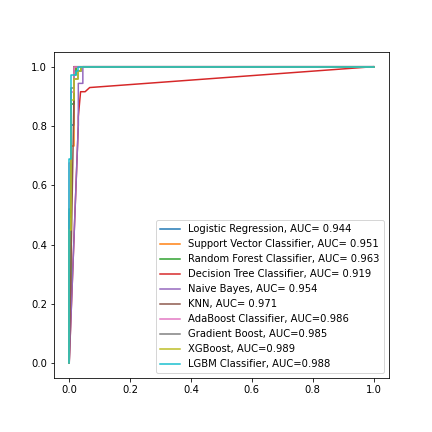 1.0
0.8
0.6
0.4
0.2
0.0
Logistic Regression, AUC= 0.944
Support Vector Classifier, AUC= 0.951
Random Forest Classifier, AUC= 0.963
Decision Tree Classifier, AUC= 0.919
Naive Bayes, AUC= 0.954
KNN, AUC= 0.971
AdaBoost Classifier, AUC=0.986
Gradient Boost, AUC=0.985
XGBoost, AUC=0.989
LGBM Classifier, AUC=0.988
0.0 0.2 0.4 0.6 0.8 1.0